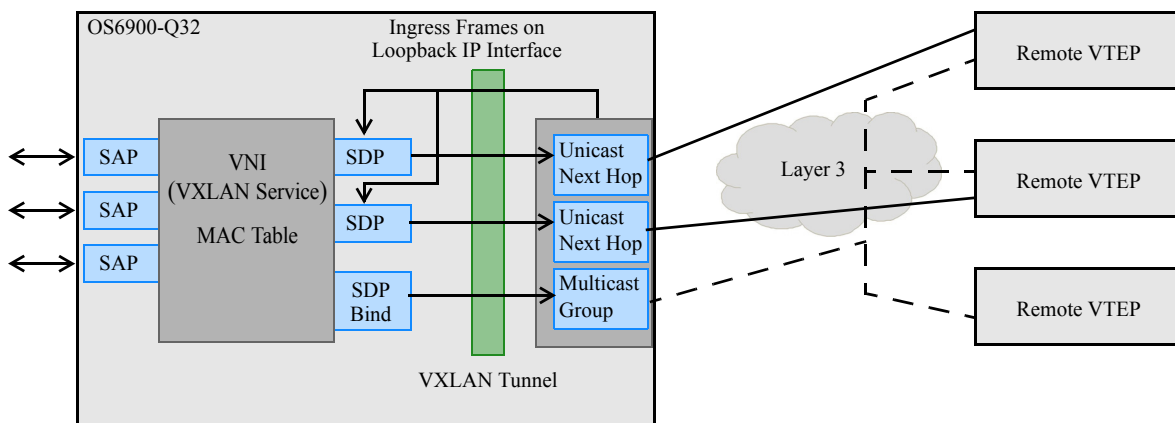 OS6900-Q32
Ingress Frames on
Loopback IP Interface
SAP
SAP
SAP
VNI
(VXLAN Service)
MAC Table
SDP
SDP
SDP
Bind
Unicast
Next Hop
Unicast
Next Hop
Multicast
Group
VXLAN Tunnel
Layer 3
Remote VTEP
Remote VTEP
Remote VTEP